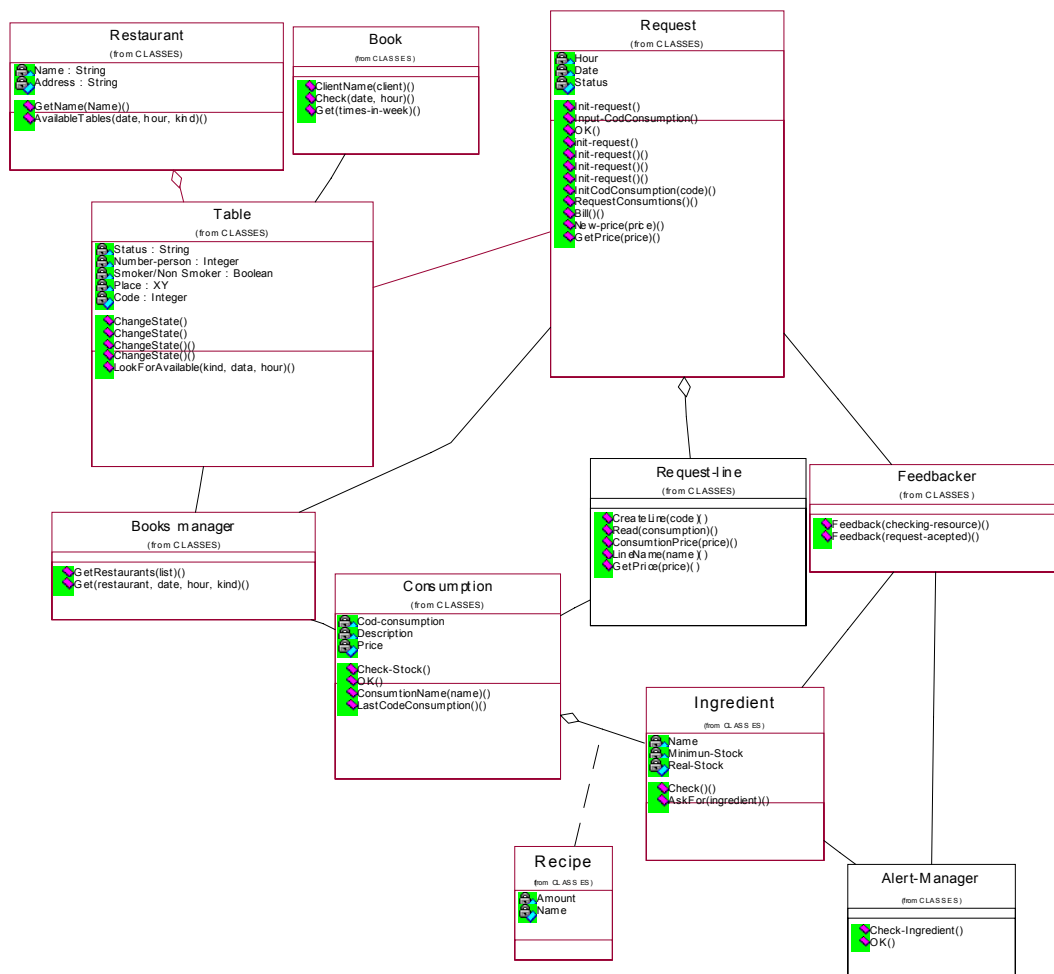 Restaurant
(from CLASSES)
Name : String
Address : String
GetName(Name)()
AvailableTables(date, hour, kind)()
Book
(from CLASSES)
ClientName(client)()
Check(date, hour)()
Get(times-in-week)()
Request
(from CLASSES)
Hour
Date
Status
Init-request()
Input-CodConsumption()
OK()
init-request()
Init-request()()
Init-request()()
Init-request()()
InitCodConsumption(code)()
RequestConsumtions()()
Bill()()
New-price(price)()
GetPrice(price)()
Table
(from CLASSES)
Status : String
Number-person : Integer
Smoker/Non Smoker : Boolean
Place : XY
Code : Integer
ChangeState()
ChangeState()
ChangeState()()
ChangeState()()
LookForAvailable(kind, data, hour)()
Books manager
(from CLASSES)
GetRestaurants(list)()
Get(restaurant, date, hour, kind)()
Request-line
(from CLASSES)
CreateLine(code)()
Read(consumption)()
ConsumtionPrice(price)()
LineName(name)()
GetPrice(price)()
Feedbacker
(from CLASSES)
Feedback(checking-resource)()
Feedback(request-acepted)()
Consumption
(from CLASSES)
Cod-consumption
Description
Price
Check-Stock()
OK()
ConsumtionName(name)()
LastCodeConsumption()()
Ingredient
(from CLASSES)
Name
Minimun-Stock
Real-Stock
Check()()
AskFor(ingredient)()
Recipe
(from CLASSES)
Amount
Name
Alert-Manager
(from CLASSES)
Check-Ingredient()
OK()